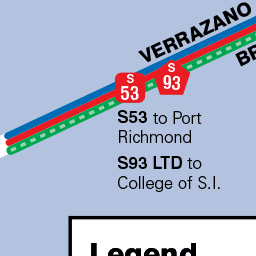 VERRAZANO
S
53
S
93
S53 to Port
Richmond
S93 LTD to
College of S.I.
Legend